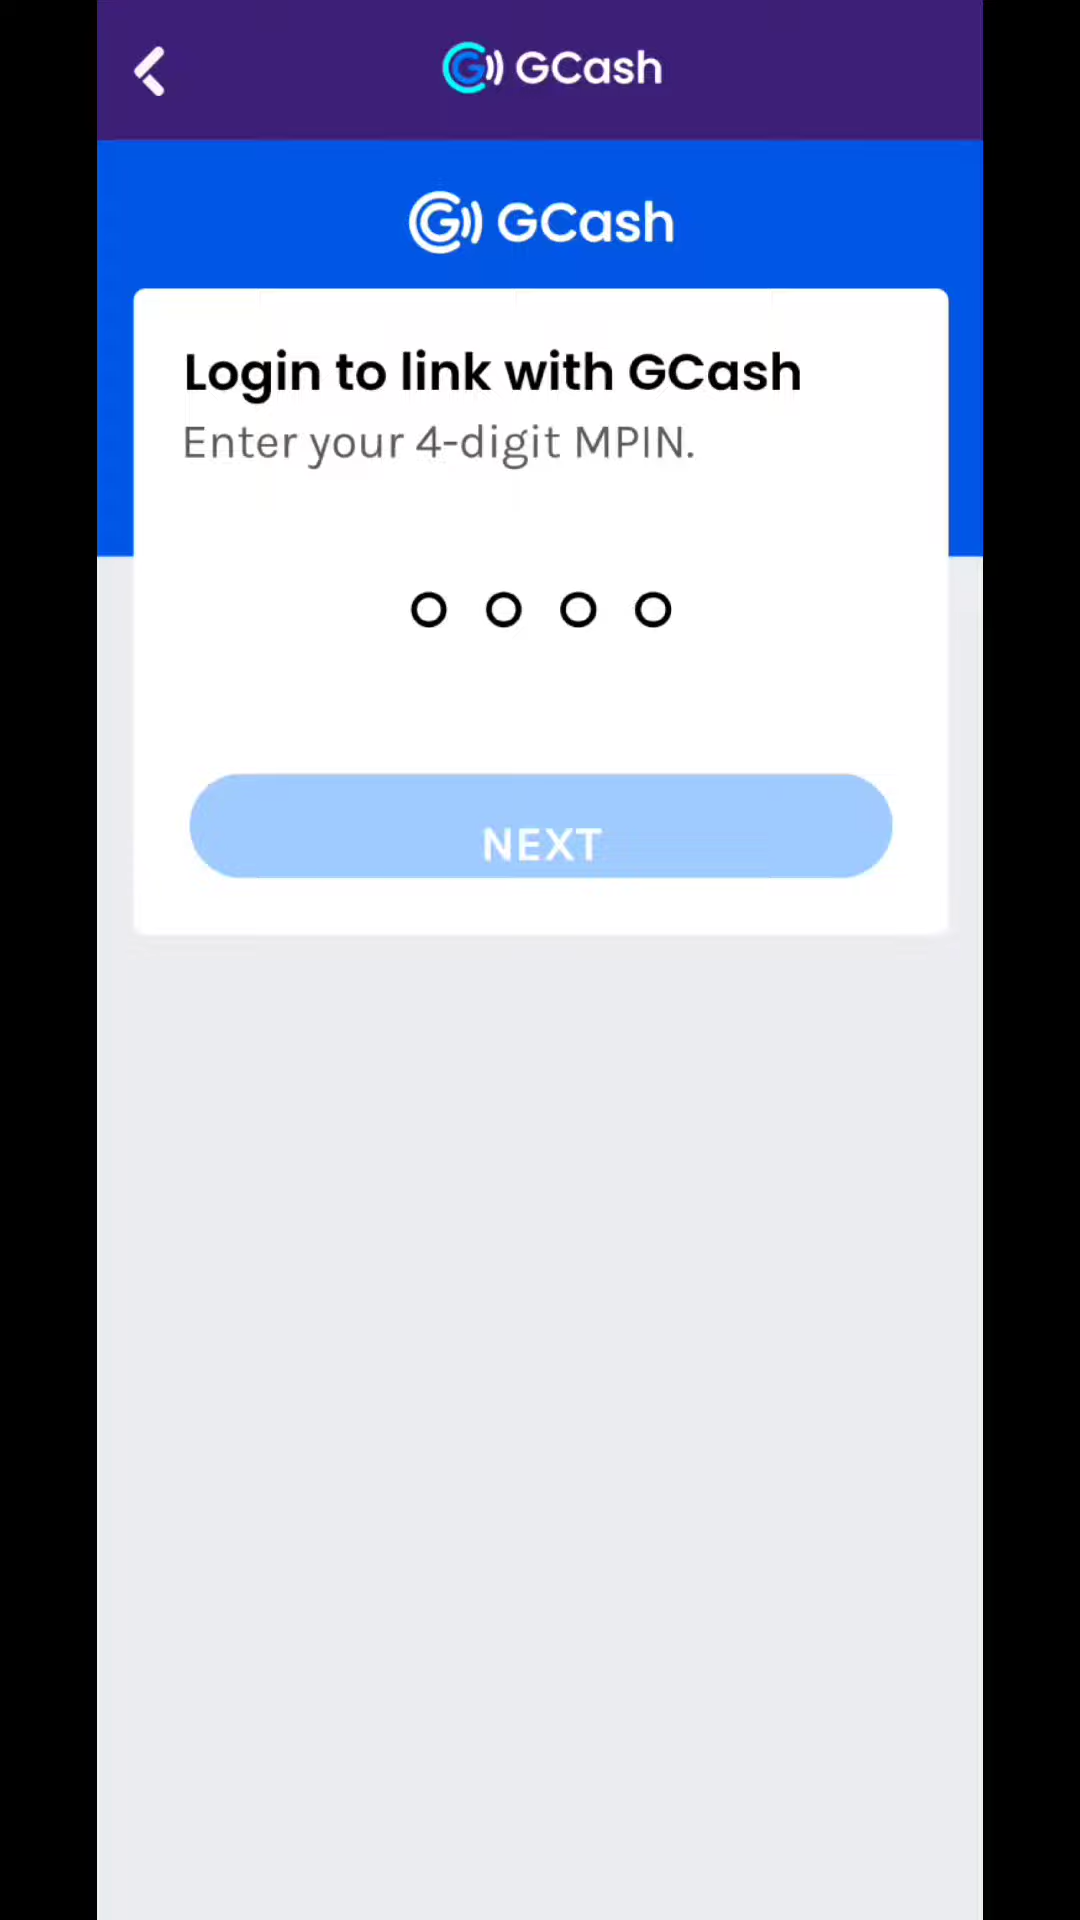 GCash
GCash
Login to link with GCash
Enter your 4-digit MPIN.
NEXT